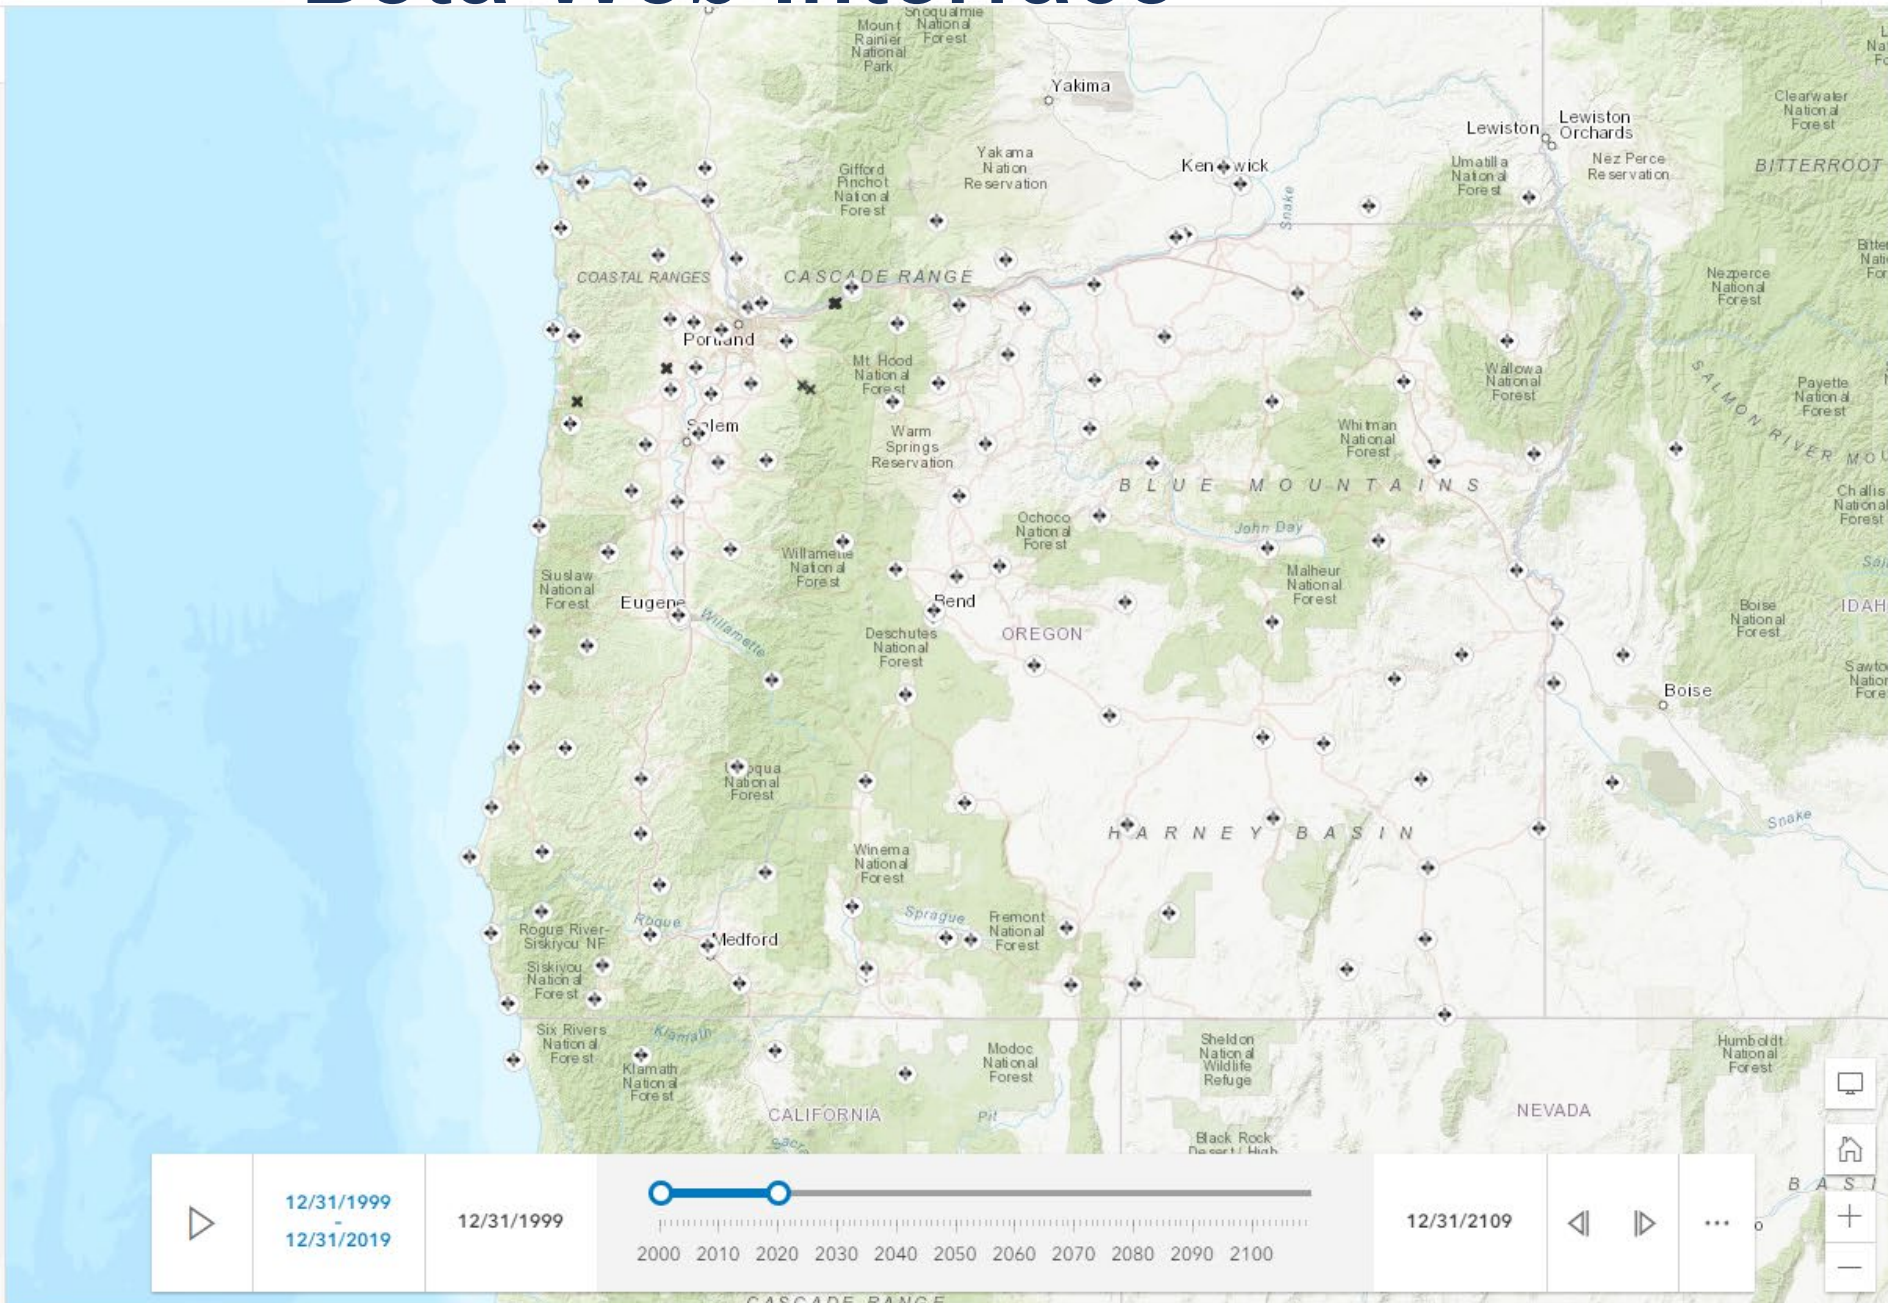 Beta Web Interface
Mount
Rainier
National
Park
Snoqualmie
National
Forest
Yakima
Clearwater
National
Forest
Lewiston
Lewiston
Orchards
Yakama
Nation
Reservation
Gifford
Pinchot
National
Forest
Umatilla
National
Forest
Nez Perce
Reservation
BITTERROOT
Snake
COASTAL RANGES
CASCADE RANGE
Nezperce
National
Forest
Portland
Mt Hood
National
Forest
Wallowa
National
Forest
Payette
National
Forest
SALMON RIVER MOU
Salem
Warm
Springs
Reservation
Whitman
National
Forest
BLUE MOUNTAINS
Challis
National
Forest
Ochoco
National
Forest
John Day
Willamette
National
Forest
Siuslaw
National
Forest
Malheur
National
Forest
Eugene
Willamette
Bend
Boise
National
Forest
IDAH
Deschutes
National
Forest
OREGON
Boise
National
Forest
HARNEY BASIN
Snake
Winema
National
Forest
Sprague
Fremont
National
Forest
Rogue
Rogue River-
Siskiyou NF
Medford
Siskiyou
National
Forest
Six Rivers
National
Forest
Klamath
Klamath
National
Forest
Modoc
National
Forest
Sheldon
National
Wildlife
Refuge
Humboldt
National
Forest
CALIFORNIA
Pit
NEVADA
Black Rock
Desert / High
BASI
12/31/1999
-
12/31/2019
12/31/1999
2000 2010 2020 2030 2040 2050 2060 2070 2080 2090 2100
12/31/2109
CASCADE RANGE